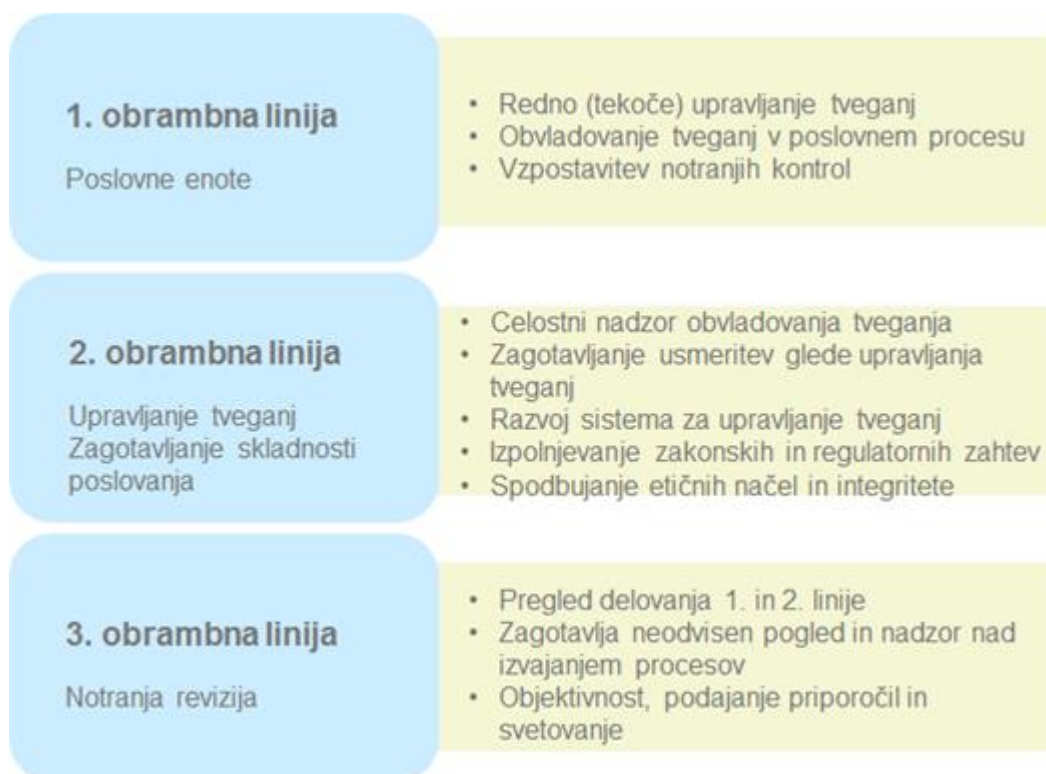 1. obrambna linija
Poslovne enote
• Redno (tekoče) upravljanje tveganj
• Obvladovanje tveganj v poslovnem procesu
• Vzpostavitev notranjih kontrol
2. obrambna linija
Upravljanje tveganj
Zagotavljanje skladnosti
poslovanja
• Celostni nadzor obvladovanja tveganja
• Zagotavljanje usmeritev glede upravljanja
tveganj
• Razvoj sistema za upravljanje tveganj
• Izpolnjevanje zakonskih in regulatornih zahtev
• Spodbujanje etičnih načel in integritete
3. obrambna linija
Notranja revizija
• Pregled delovanja 1. in 2. linije
• Zagotavlja neodvisen pogled in nadzor nad
izvajanjem procesov
• Objektivnost, podajanje priporočil in
svetovanje